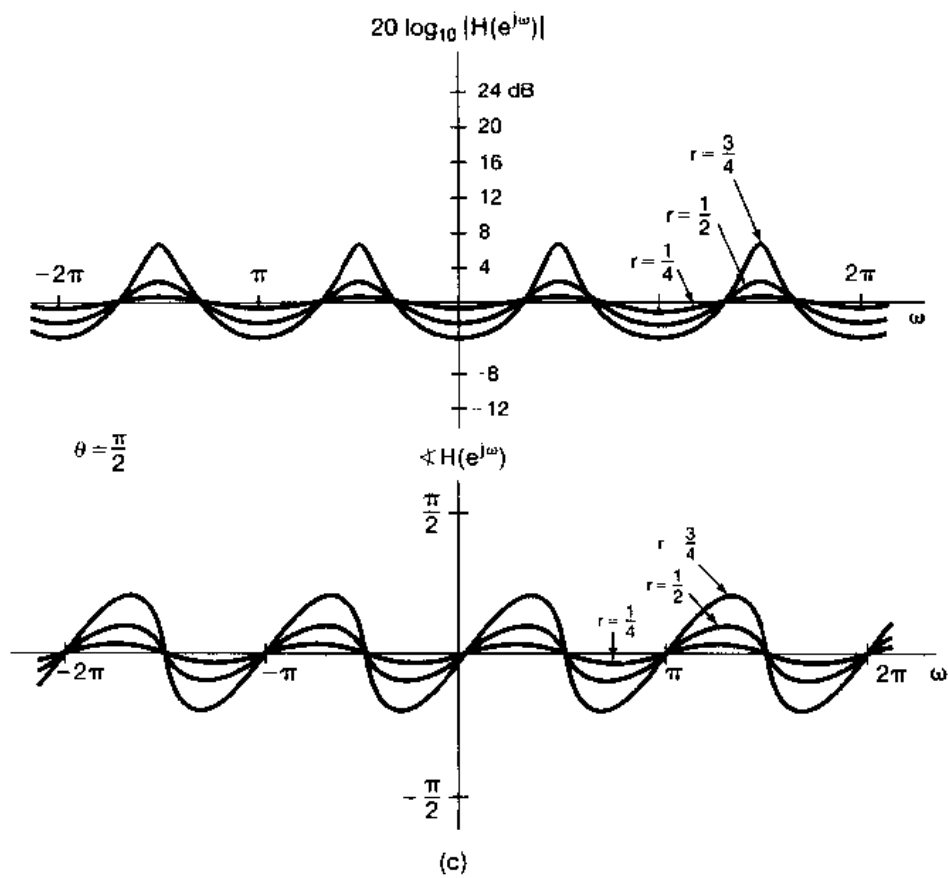 20 log₁₀ |H(e^jω)|
24 dB
20
16
12
8
4
r = 3/4
r = 1/2
r = 1/4
−2π
π
2π
ω
-8
-12
θ = π/2
∢ H(e^jω)
π/2
r 3/4
r = 1/2
r = 1/4
−2π
−π
π
2π
ω
−π/2
(c)